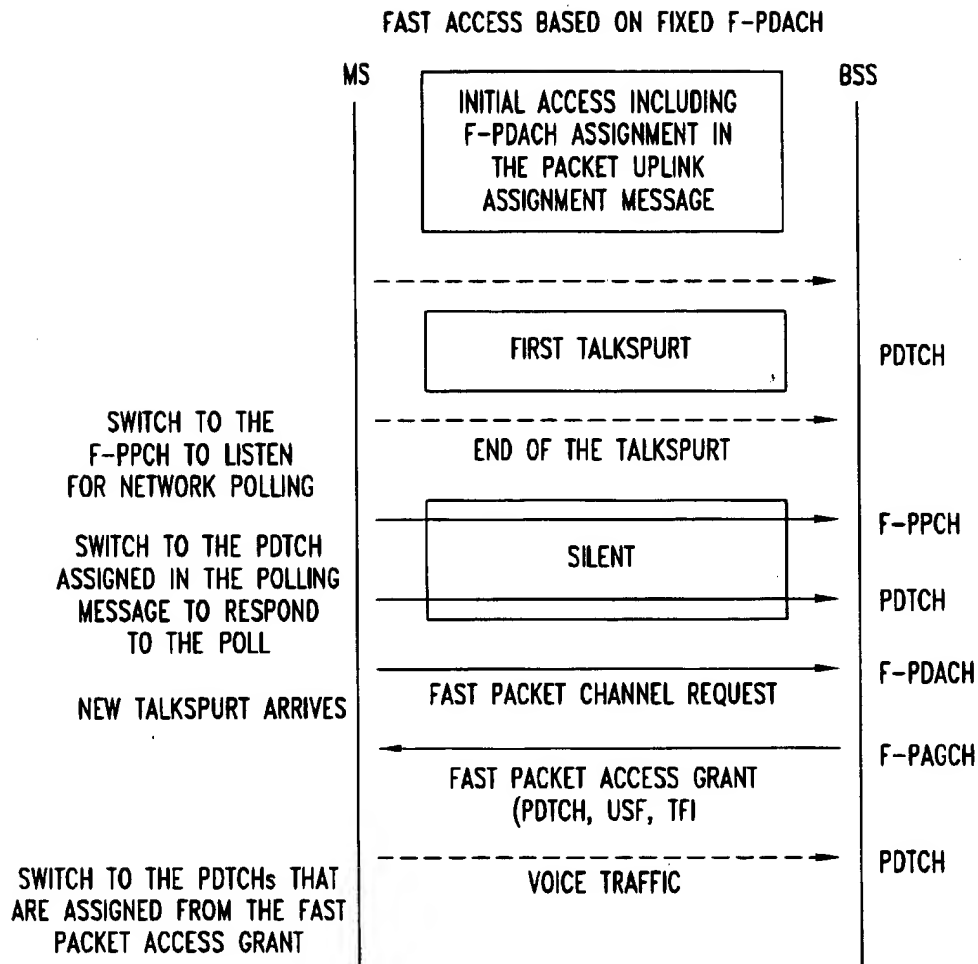 FAST ACCESS BASED ON FIXED F-PDACH
MS
BSS
INITIAL ACCESS INCLUDING
F-PDACH ASSIGNMENT IN
THE PACKET UPLINK
ASSIGNMENT MESSAGE
FIRST TALKSPURT
PDTCH
SWITCH TO THE
F-PPCH TO LISTEN
FOR NETWORK POLLING
END OF THE TALKSPURT
F-PPCH
SILENT
SWITCH TO THE PDTCH
ASSIGNED IN THE POLLING
MESSAGE TO RESPOND
TO THE POLL
PDTCH
F-PDACH
FAST PACKET CHANNEL REQUEST
NEW TALKSPURT ARRIVES
F-PAGCH
FAST PACKET ACCESS GRANT
(PDTCH, USF, TFI
PDTCH
VOICE TRAFFIC
SWITCH TO THE PDTCHs THAT
ARE ASSIGNED FROM THE FAST
PACKET ACCESS GRANT